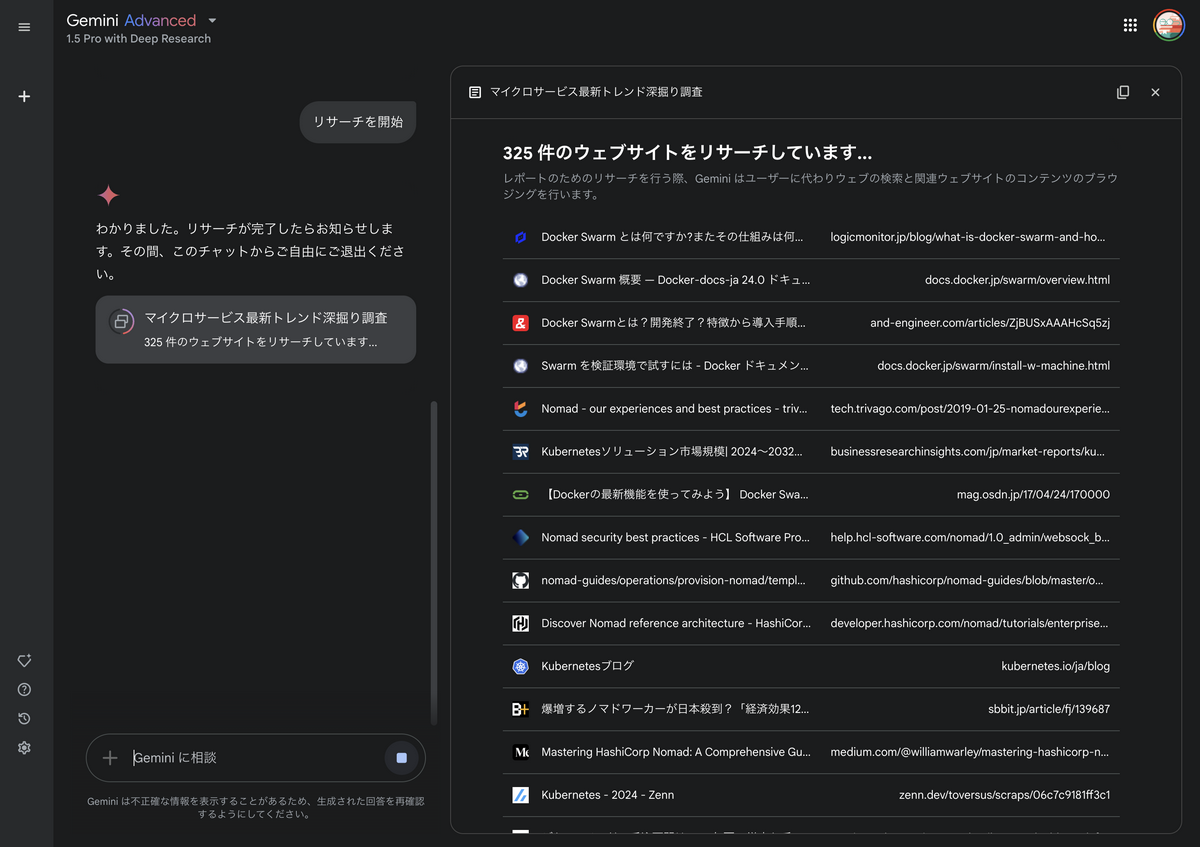 Gemini Advanced
1.5 Pro with Deep Research
リサーチを開始
わかりました。リサーチが完了したらお知らせしま
す。その間、このチャットからご自由にご退出くださ
い。
マイクロサービス最新トレンド深掘り調査
325 件のウェブサイトをリサーチしています...
Gemini に相談
Gemini は不正確な情報を表示することがあるため、生成された回答を再確認
するようにしてください。
マイクロサービス最新トレンド深掘り調査
325 件のウェブサイトをリサーチしています...
レポートのためのリサーチを行う際、Gemini はユーザーに代わりウェブの検索と関連ウェブサイトのコンテンツのブラウ
ジングを行います。
Docker Swarm とは何ですか?またその仕組みは何... logicmonitor.jp/blog/what-is-docker-swarm-and-ho...
Docker Swarm 概要 — Docker-docs-ja 24.0 ドキュ... docs.docker.jp/swarm/overview.html
Docker Swarmとは？開発終了？特徴から導入手順... and-engineer.com/articles/ZjBUSxAAAHcSq5zj
Swarm を検証環境で試すには - Docker ドキュメン... docs.docker.jp/swarm/install-w-machine.html
Nomad - our experiences and best practices - triv... tech.trivago.com/post/2019-01-25-nomadourexperie...
Kubernetesソリューション市場規模| 2024～2032... businessresearchinsights.com/jp/market-reports/ku...
【Dockerの最新機能を使ってみよう】 Docker Swa... mag.osdn.jp/17/04/24/170000
Nomad security best practices - HCL Software Pro... help.hcl-software.com/nomad/1.0_admin/websock_b...
nomad-guides/operations/provision-nomad/templ... github.com/hashicorp/nomad-guides/blob/master/o...
Discover Nomad reference architecture - HashiCor... developer.hashicorp.com/nomad/tutorials/enterprise...
Kubernetesブログ kubernetes.io/ja/blog
爆増するノマドワーカーが日本殺到？「経済効果12... sbbit.jp/article/fj/139687
Mastering HashiCorp Nomad: A Comprehensive Gu... medium.com/@williamwarley/mastering-hashicorp-n...
Kubernetes - 2024 - Zenn zenn.dev/toversus/scraps/06c7c9181ff3c1